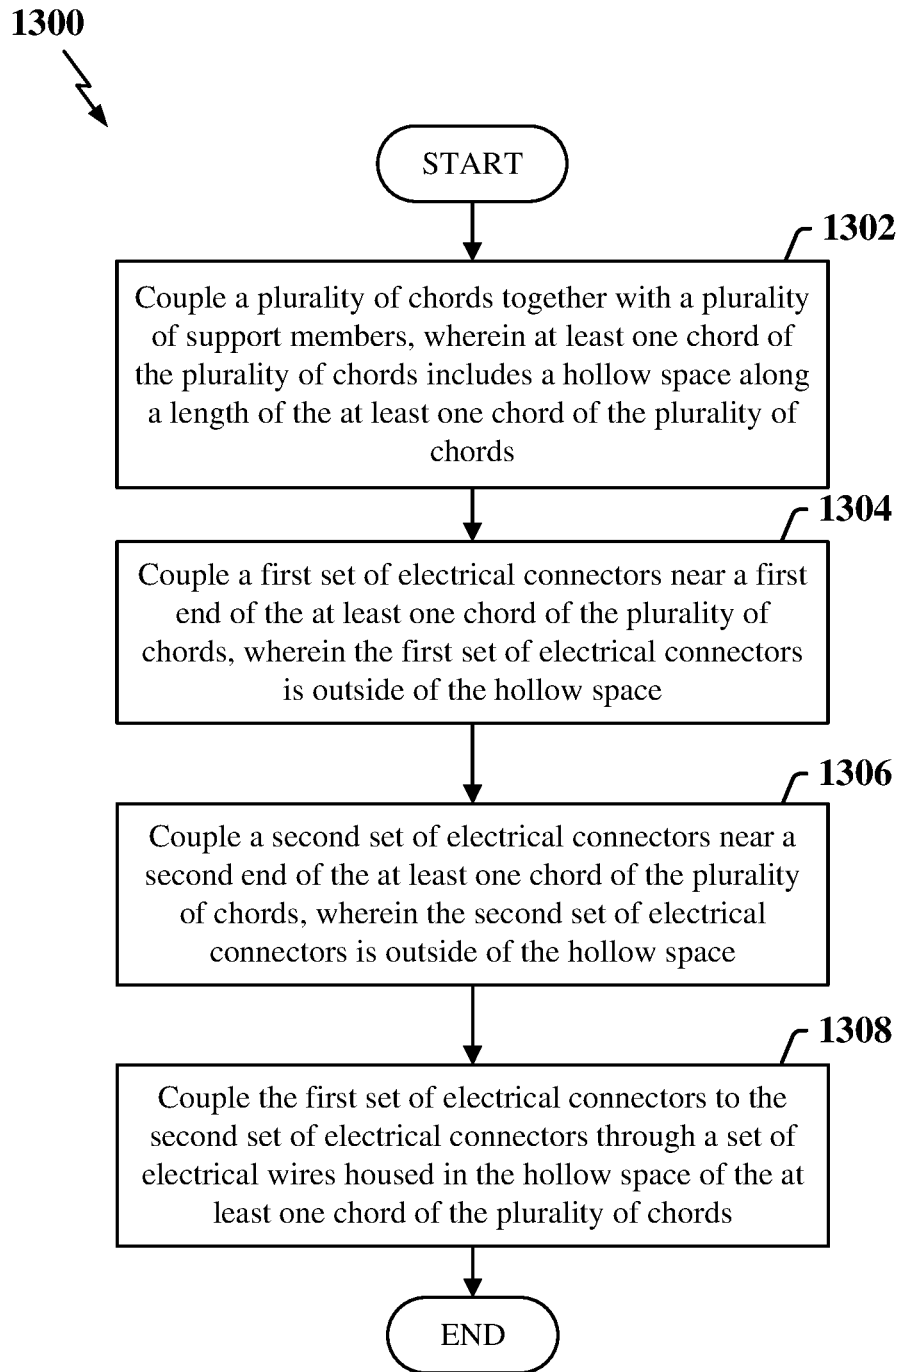 1300
START
1302
Couple a plurality of chords together with a plurality
of support members, wherein at least one chord of
the plurality of chords includes a hollow space along
a length of the at least one chord of the plurality of
chords
1304
Couple a first set of electrical connectors near a first
end of the at least one chord of the plurality of
chords, wherein the first set of electrical connectors
is outside of the hollow space
1306
Couple a second set of electrical connectors near a
second end of the at least one chord of the plurality
of chords, wherein the second set of electrical
connectors is outside of the hollow space
1308
Couple the first set of electrical connectors to the
second set of electrical connectors through a set of
electrical wires housed in the hollow space of the at
least one chord of the plurality of chords
END